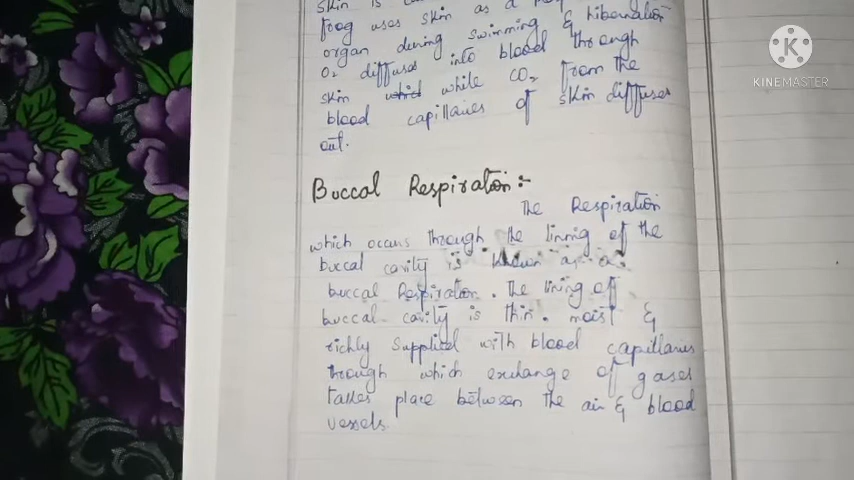 skin is
frog uses skin as a
organ during swimming & hibernation
O₂ diffuses into blood through
skin which while CO₂ from the
blood capillaries of skin diffuses
out.
Buccal Respiration:-
The Respiration
which occurs through the linnig of the
buccal cavity is known as a
buccal Respiration. The lining of
buccal cavity is thin. moist &
richly supplied with blood capillaries
through which exchange of gases
takes place between the air & blood
vessels.
K
KINEMASTER